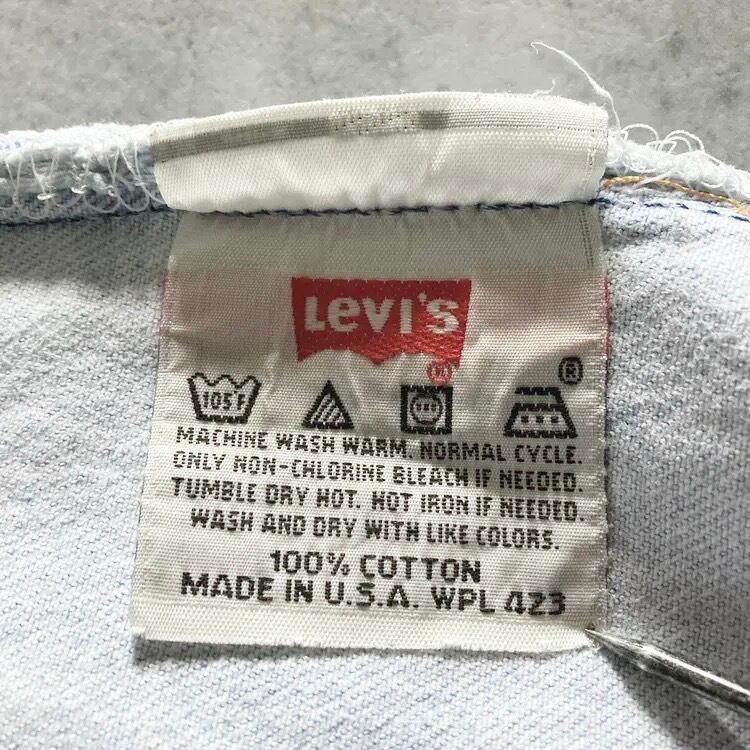 Levi's
®
105°F
MACHINE WASH WARM. NORMAL CYCLE.
ONLY NON-CHLORINE BLEACH IF NEEDED.
TUMBLE DRY HOT. HOT IRON IF NEEDED.
WASH AND DRY WITH LIKE COLORS.
100% COTTON
MADE IN U.S.A. WPL 423